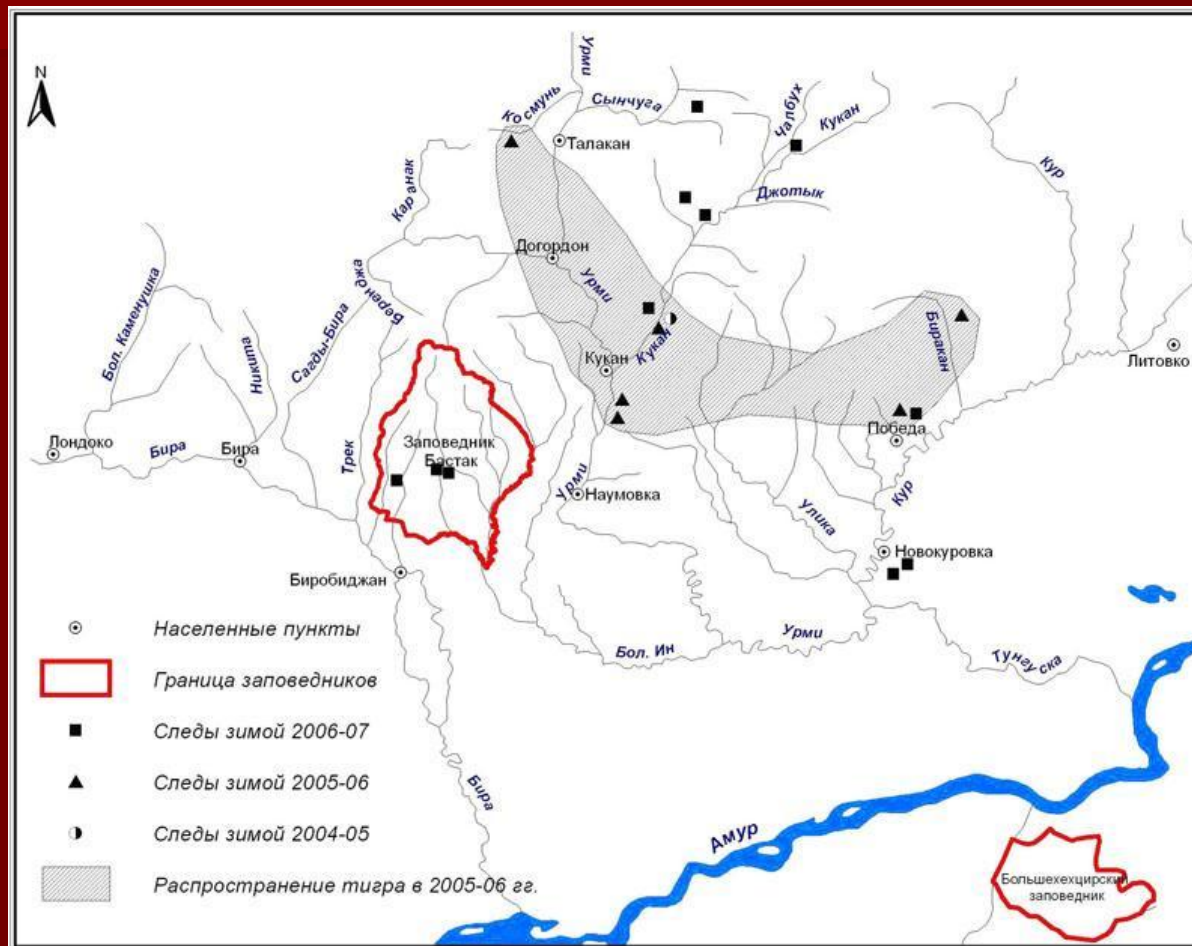 N
Урми
Космунь
Сынчуга
Чалбух
Кукан
Талакан
Кур
Каранак
Джотык
Догордон
Бол. Каменушка
Сагды-Бира
Беренджа
Урми
Никита
Биракан
Литовко
Кукан
Кукан
Победа
Лондоко
Бира
Бира
Трек
Заповедник
Бастак
Урми
Наумовка
Улика
Кур
Новокуровка
Биробиджан
Бол. Ин
Урми
Тунгуска
Населенные пункты
Граница заповедников
Следы зимой 2006-07
Следы зимой 2005-06
Следы зимой 2004-05
Распространение тигра в 2005-06 гг.
Бира
Амур
Большехехцирский
заповедник